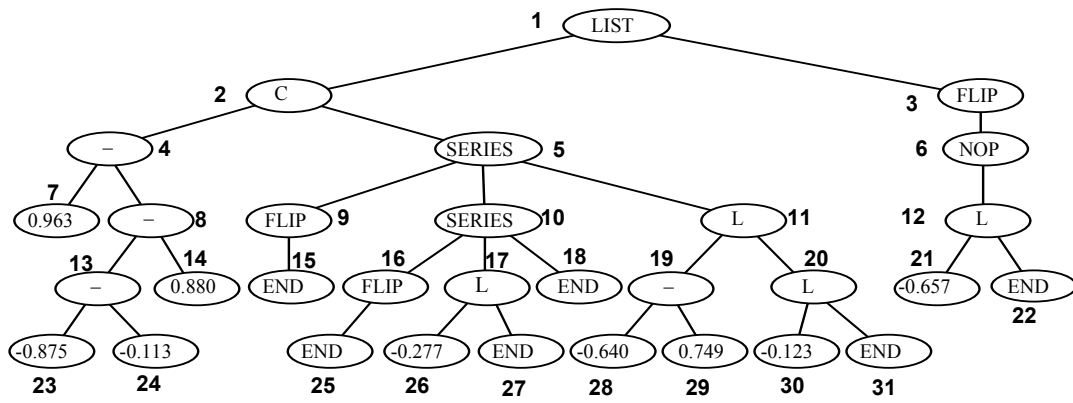 1 LIST
2 C 3 FLIP
− 4 SERIES 5 6 NOP
7 8 9 10 11 12
0.963 − FLIP SERIES L L
13 14 15 16 17 18 19 20 21
− 0.880 END FLIP L END − L -0.657 END
22
-0.875 -0.113 END -0.277 END -0.640 0.749 -0.123 END
23 24 25 26 27 28 29 30 31